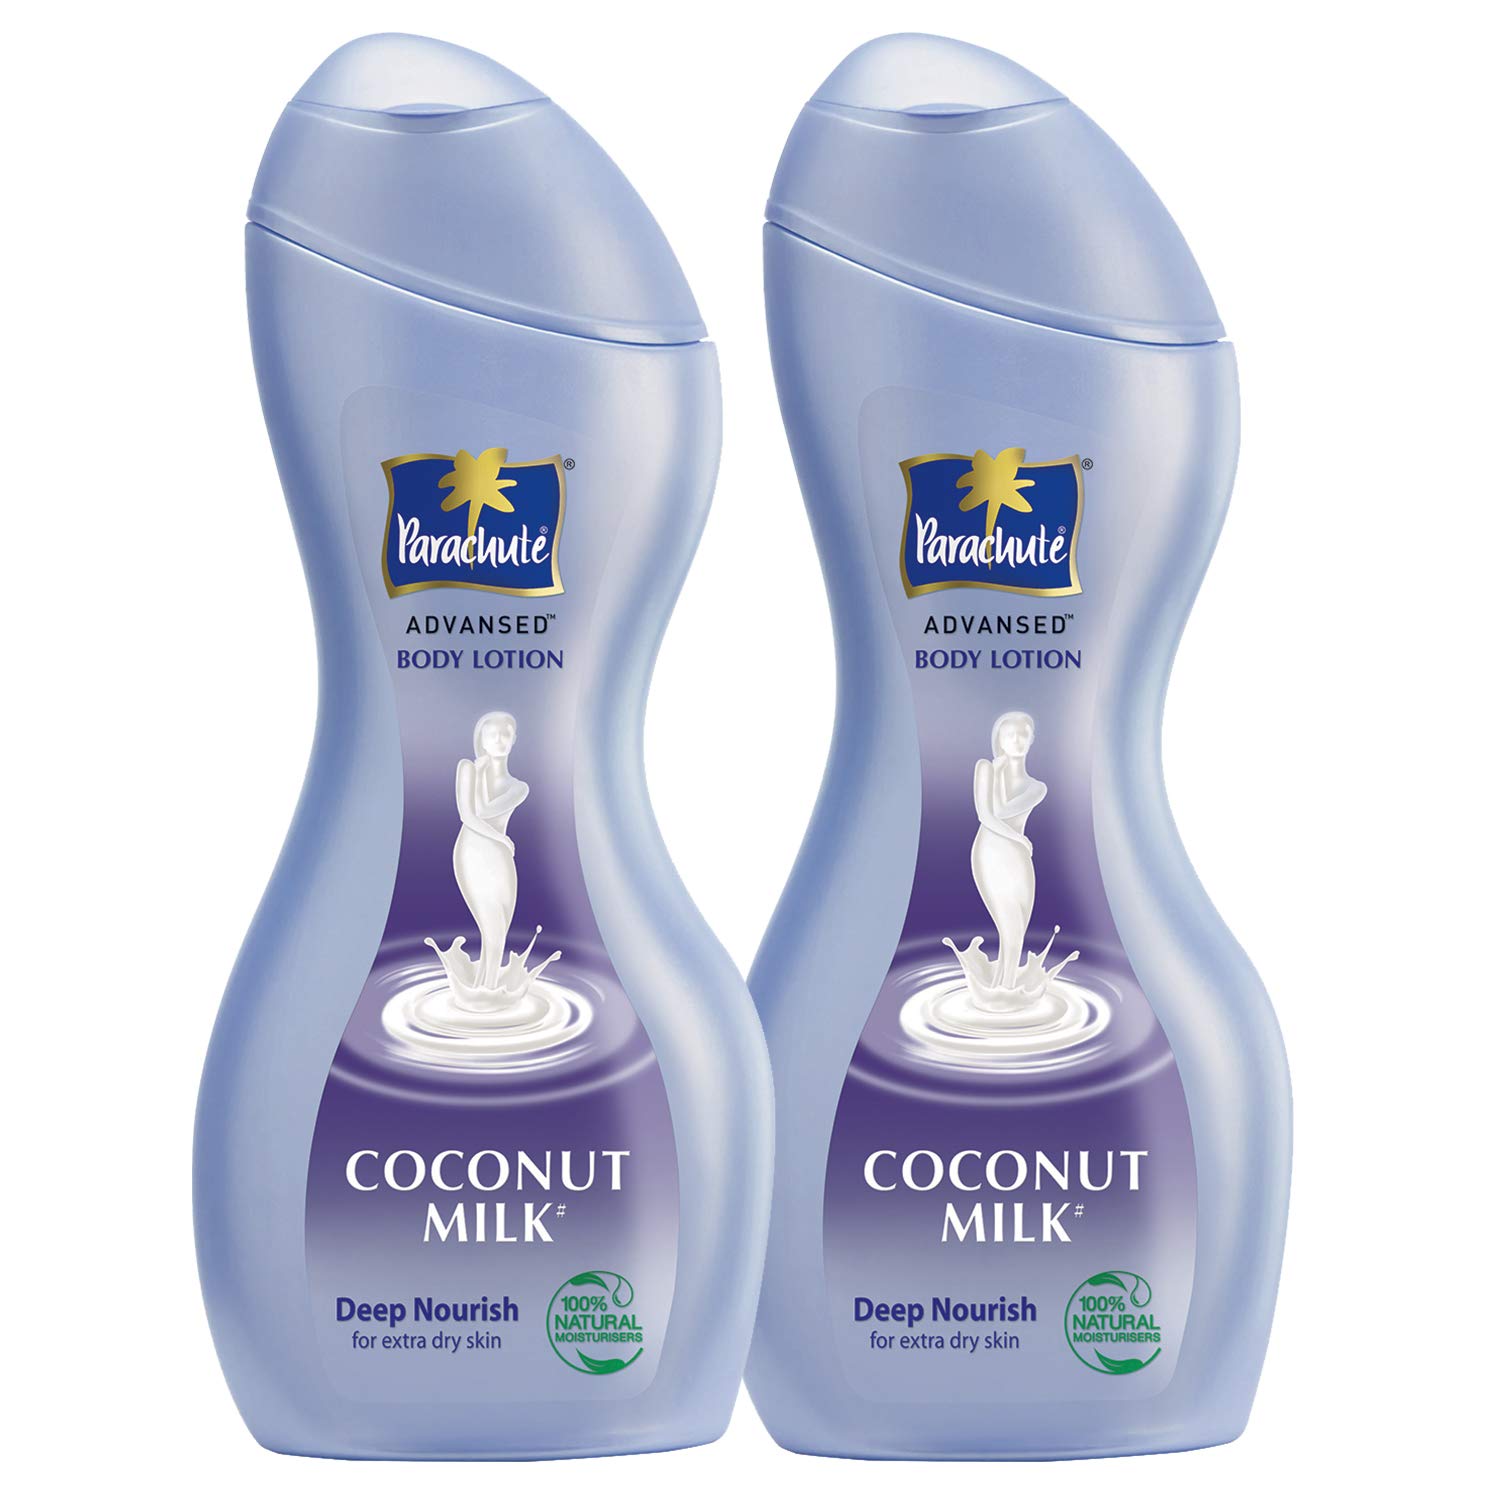 Parachute®
®
ADVANSED™
BODY LOTION
COCONUT
MILK#
Deep Nourish
for extra dry skin
100%
NATURAL
MOISTURISERS
Parachute®
®
ADVANSED™
BODY LOTION
COCONUT
MILK#
Deep Nourish
for extra dry skin
100%
NATURAL
MOISTURISERS